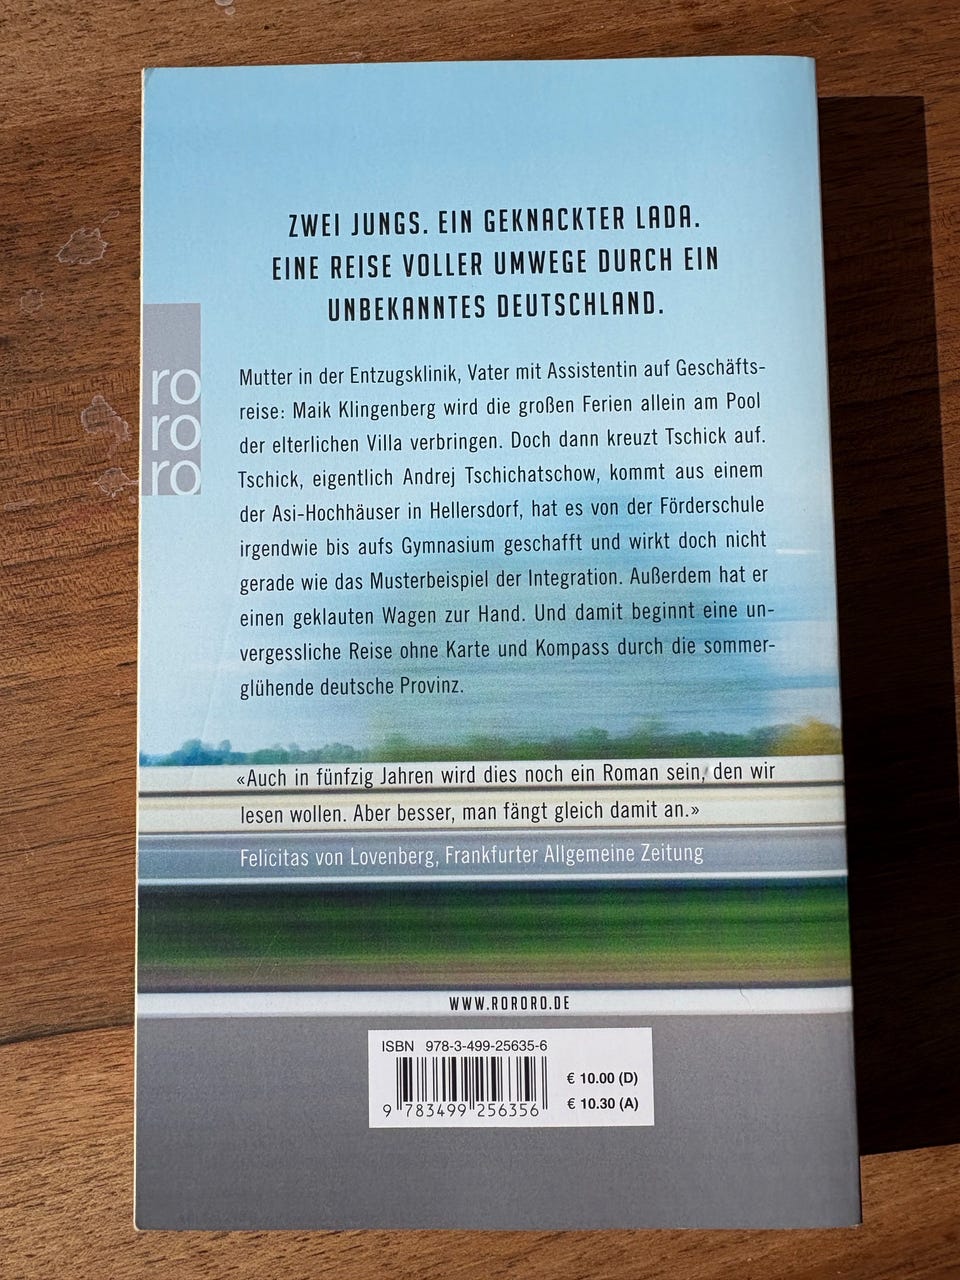 ZWEI JUNGS. EIN GEKNACKTER LADA.
EINE REISE VOLLER UMWEGE DURCH EIN
UNBEKANNTES DEUTSCHLAND.
ro
ro
ro
Mutter in der Entzugsklinik, Vater mit Assistentin auf Geschäfts-
reise: Maik Klingenberg wird die großen Ferien allein am Pool
der elterlichen Villa verbringen. Doch dann kreuzt Tschick auf.
Tschick, eigentlich Andrej Tschichatschow, kommt aus einem
der Asi-Hochhäuser in Hellersdorf, hat es von der Förderschule
irgendwie bis aufs Gymnasium geschafft und wirkt doch nicht
gerade wie das Musterbeispiel der Integration. Außerdem hat er
einen geklauten Wagen zur Hand. Und damit beginnt eine un-
vergessliche Reise ohne Karte und Kompass durch die sommer-
glühende deutsche Provinz.
«Auch in fünfzig Jahren wird dies noch ein Roman sein, den wir
lesen wollen. Aber besser, man fängt gleich damit an.»
Felicitas von Lovenberg, Frankfurter Allgemeine Zeitung
WWW.RORORO.DE
ISBN 978-3-499-25635-6
€ 10.00 (D)
€ 10.30 (A)
9 783499 256356